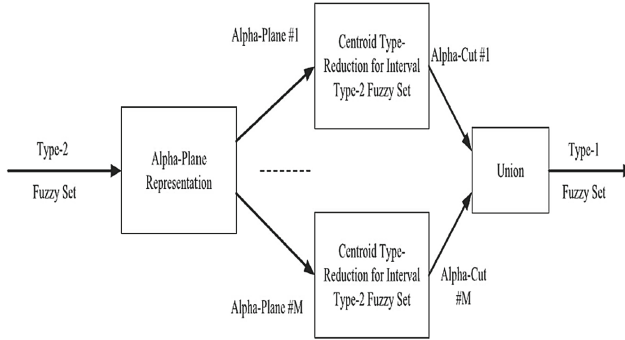 Type-2
Fuzzy Set
Alpha-Plane
Representation
Alpha-Plane #1
Centroid Type-
Reduction for Interval
Type-2 Fuzzy Set
Alpha-Cut #1
Alpha-Plane #M
Centroid Type-
Reduction for Interval
Type-2 Fuzzy Set
Alpha-Cut
#M
Union
Type-1
Fuzzy Set